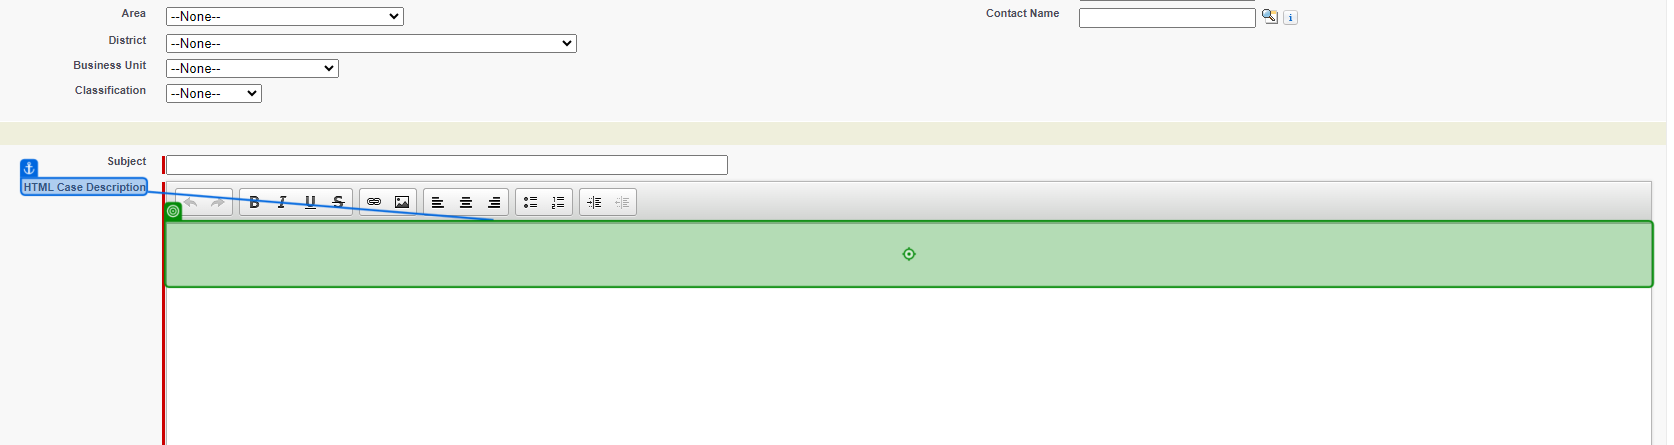 Area --None-- Contact Name i
District --None--
Business Unit --None--
Classification --None--
Subject
HTML Case Description B I U S